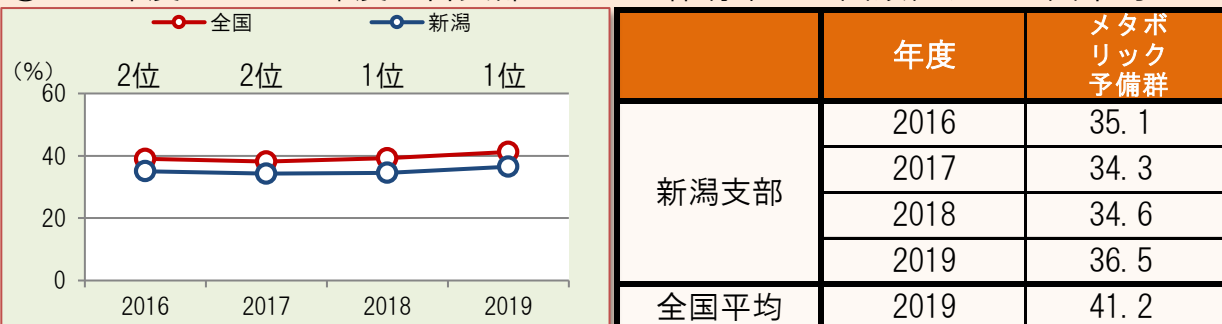 全国 新潟
(%) 2位 2位 1位 1位
60
40
20
0
2016 2017 2018 2019
年度 メタボ
リック
予備群
新潟支部 2016 35.1
2017 34.3
2018 34.6
2019 36.5
全国平均 2019 41.2